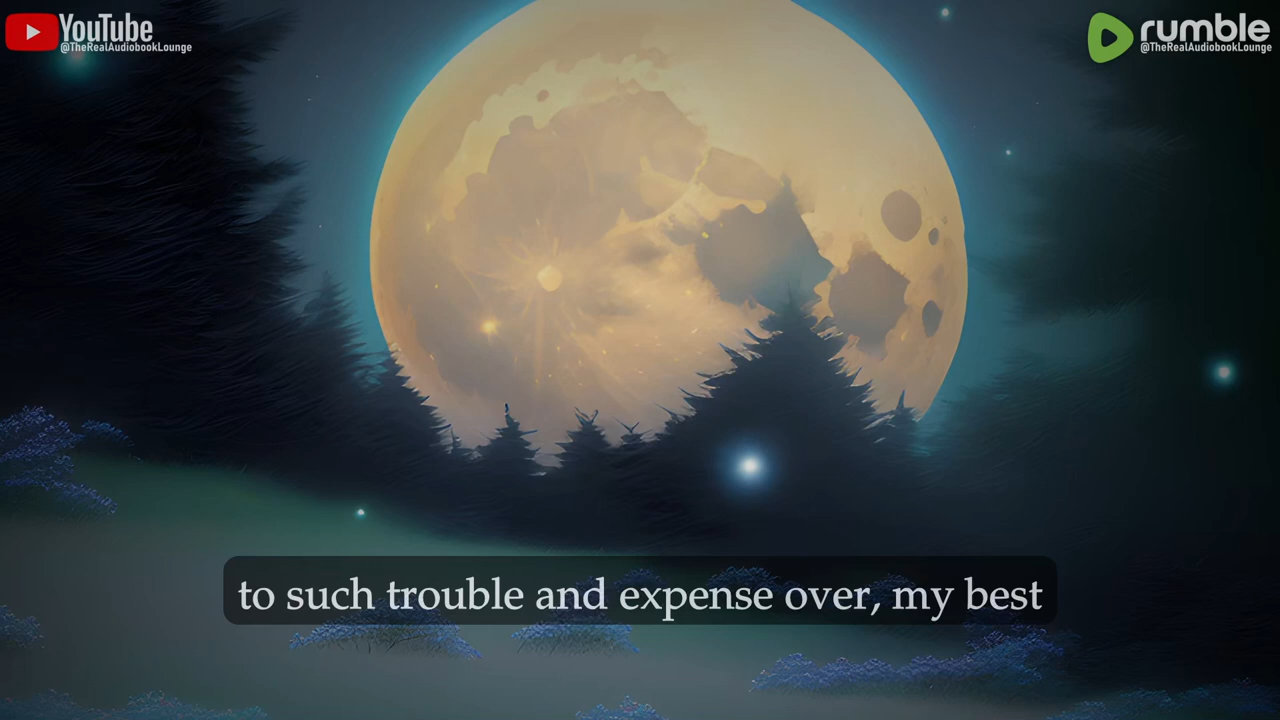 YouTube
@TheRealAudiobookLounge
rumble
@TheRealAudiobookLounge
to such trouble and expense over, my best